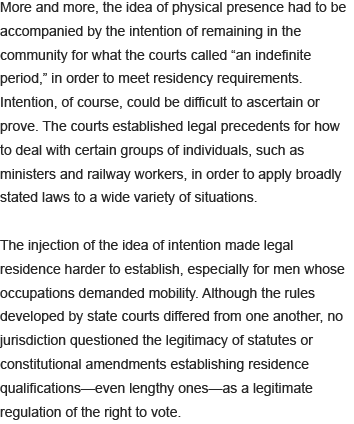 More and more, the idea of physical presence had to be
accompanied by the intention of remaining in the
community for what the courts called “an indefinite
period,” in order to meet residency requirements.
Intention, of course, could be difficult to ascertain or
prove. The courts established legal precedents for how
to deal with certain groups of individuals, such as
ministers and railway workers, in order to apply broadly
stated laws to a wide variety of situations.

The injection of the idea of intention made legal
residence harder to establish, especially for men whose
occupations demanded mobility. Although the rules
developed by state courts differed from one another, no
jurisdiction questioned the legitimacy of statutes or
constitutional amendments establishing residence
qualifications—even lengthy ones—as a legitimate
regulation of the right to vote.